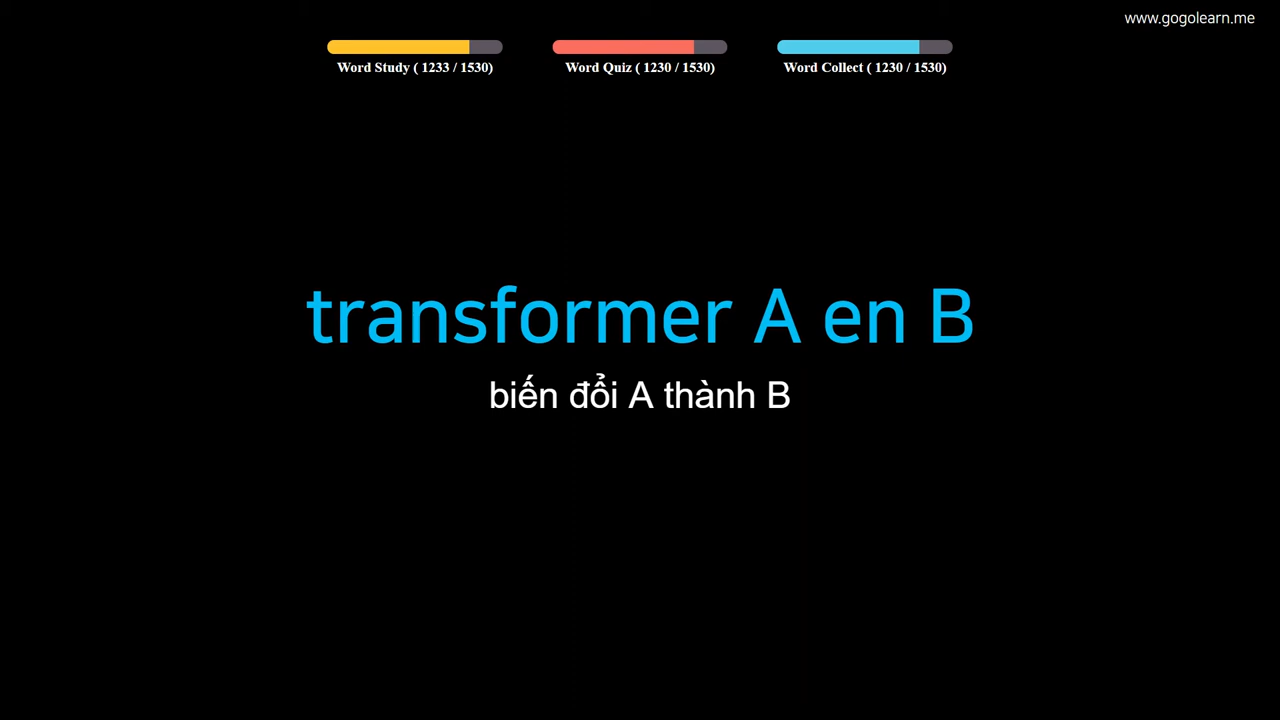 www.gogolearn.me
Word Study ( 1233 / 1530) Word Quiz ( 1230 / 1530) Word Collect ( 1230 / 1530)
transformer A en B
biến đổi A thành B